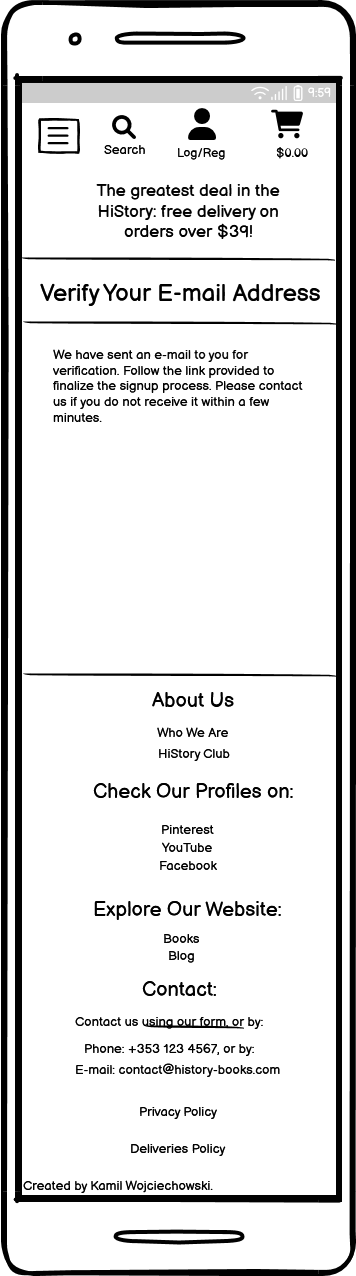 9:59
Search
Log/Reg
$0.00
The greatest deal in the
HiStory: free delivery on
orders over $39!
Verify Your E-mail Address
We have sent an e-mail to you for
verification. Follow the link provided to
finalize the signup process. Please contact
us if you do not receive it within a few
minutes.
About Us
Who We Are
HiStory Club
Check Our Profiles on:
Pinterest
YouTube
Facebook
Explore Our Website:
Books
Blog
Contact:
Contact us using our form, or by:
Phone: +353 123 4567, or by:
E-mail: contact@history-books.com
Privacy Policy
Deliveries Policy
Created by Kamil Wojciechowski.